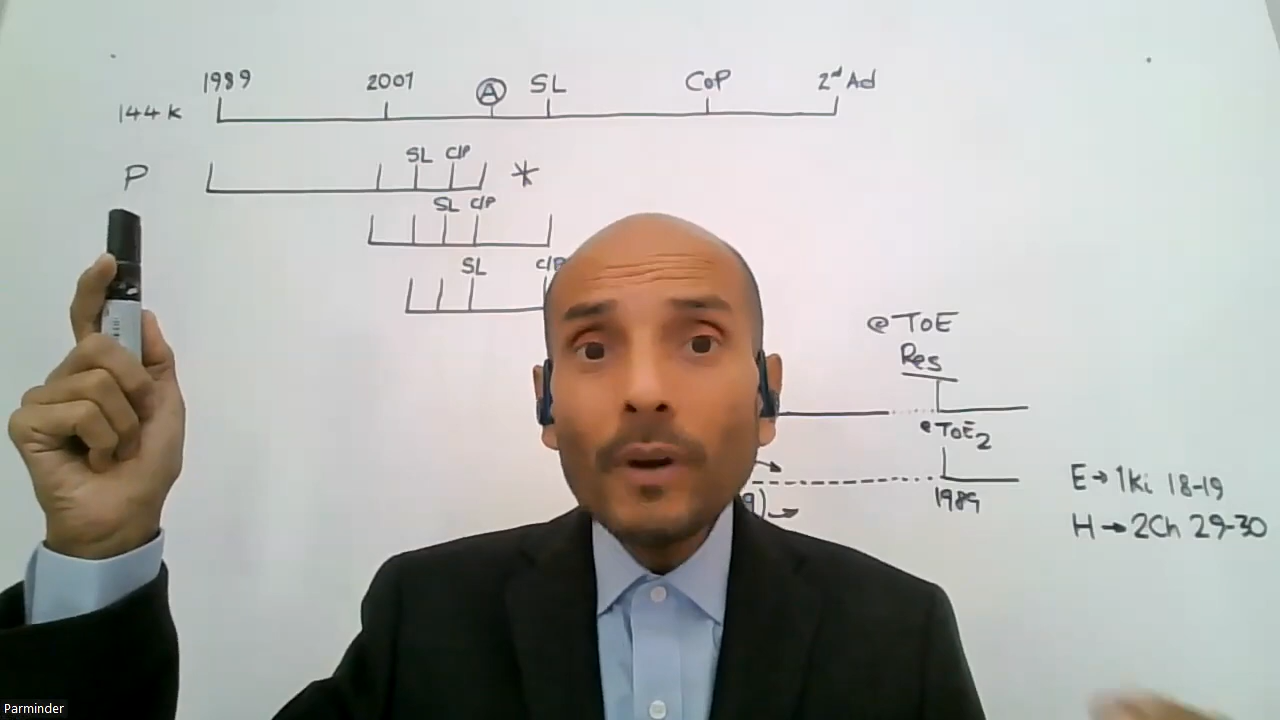 1989 2001 A SL CoP 2nd Ad
144 K
P SL C/P *
SL C/P
SL C/P
@ ToE
Res
@ ToE2
E → 1Ki 18-19
1989
H → 2Ch 29-30
Parminder